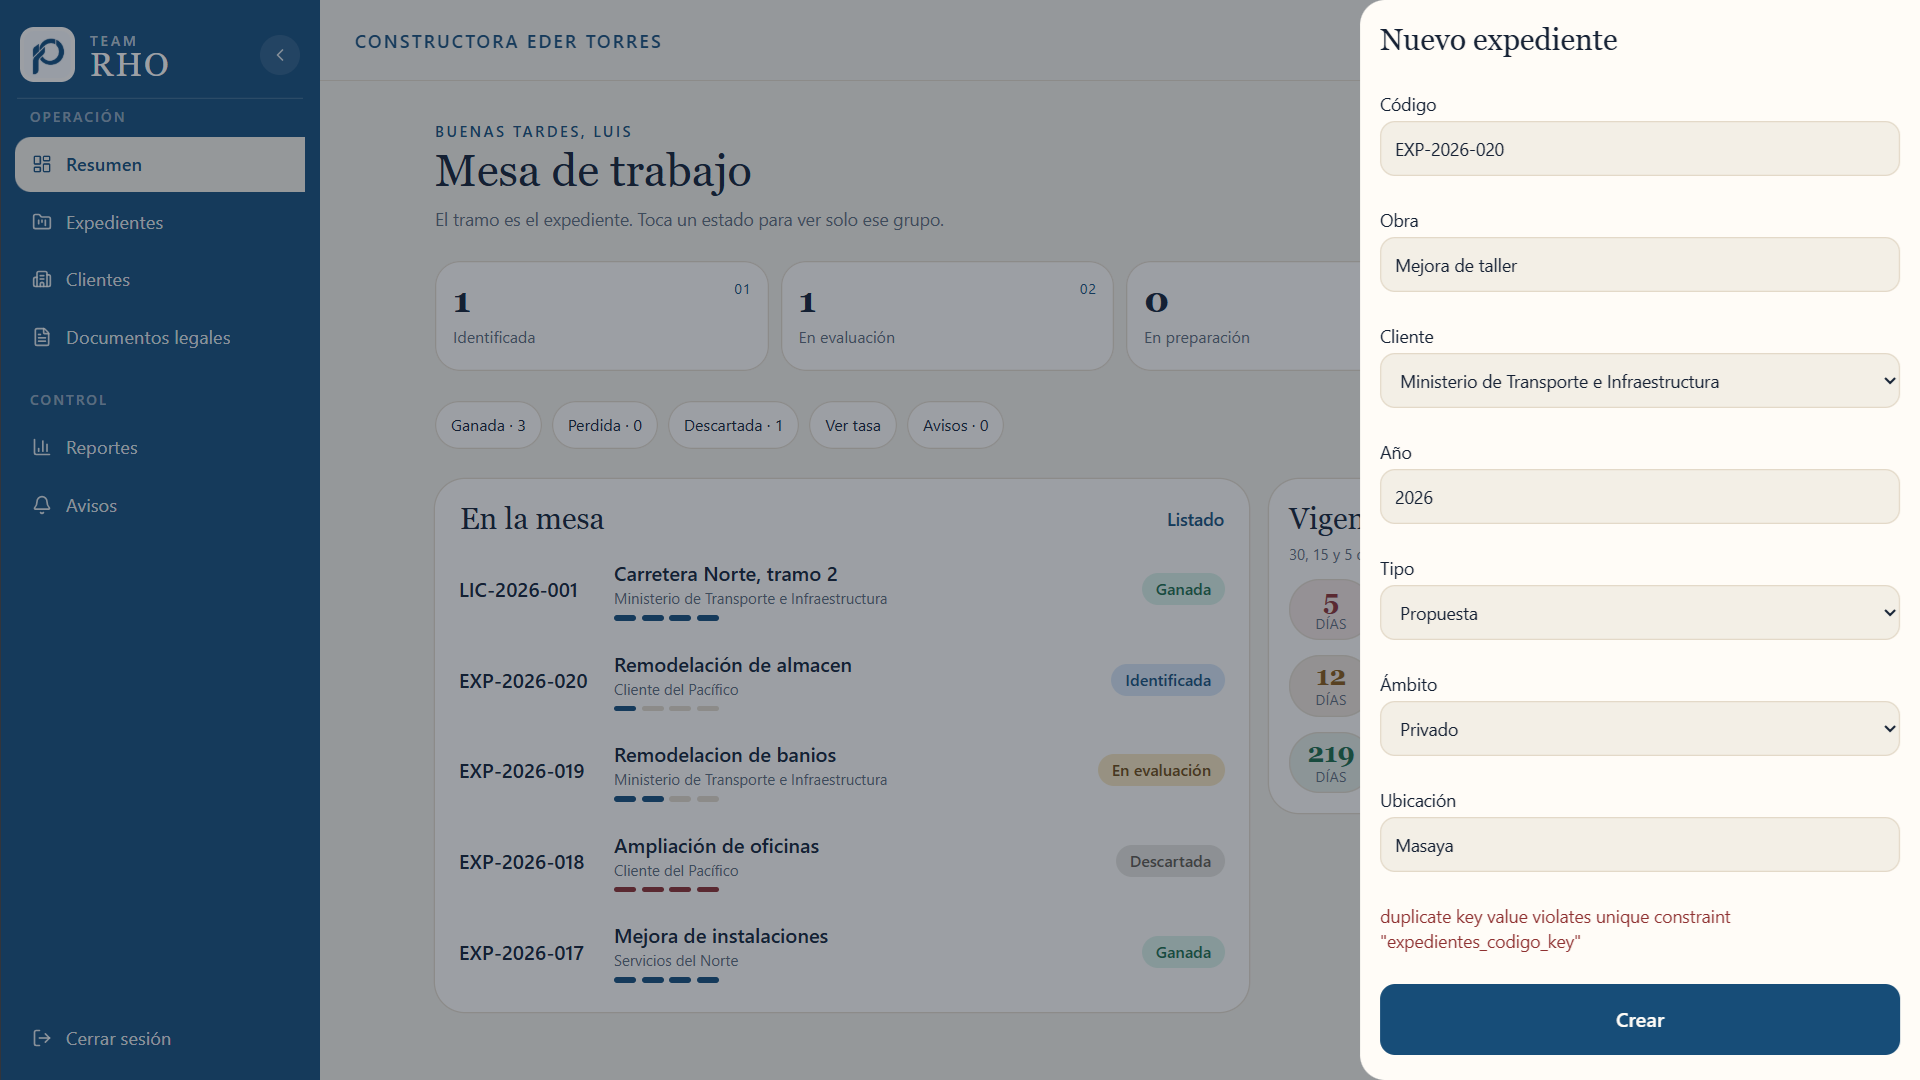 TEAM
RHO
OPERACIÓN
Resumen
Expedientes
Clientes
Documentos legales
CONTROL
Reportes
Avisos
Cerrar sesión
CONSTRUCTORA EDER TORRES
BUENAS TARDES, LUIS
Mesa de trabajo
El tramo es el expediente. Toca un estado para ver solo ese grupo.
1
01
Identificada
1
02
En evaluación
0
En preparación
Ganada · 3
Perdida · 0
Descartada · 1
Ver tasa
Avisos · 0
En la mesa
Listado
LIC-2026-001
Carretera Norte, tramo 2
Ministerio de Transporte e Infraestructura
Ganada
EXP-2026-020
Remodelación de almacen
Cliente del Pacífico
Identificada
EXP-2026-019
Remodelacion de banios
Ministerio de Transporte e Infraestructura
En evaluación
EXP-2026-018
Ampliación de oficinas
Cliente del Pacífico
Descartada
EXP-2026-017
Mejora de instalaciones
Servicios del Norte
Ganada
30, 15 y 5
5
DÍAS
12
DÍAS
219
DÍAS
Nuevo expediente
Código
EXP-2026-020
Obra
Mejora de taller
Cliente
Ministerio de Transporte e Infraestructura
Año
2026
Tipo
Propuesta
Ámbito
Privado
Ubicación
Masaya
duplicate key value violates unique constraint
"expedientes_codigo_key"
Crear